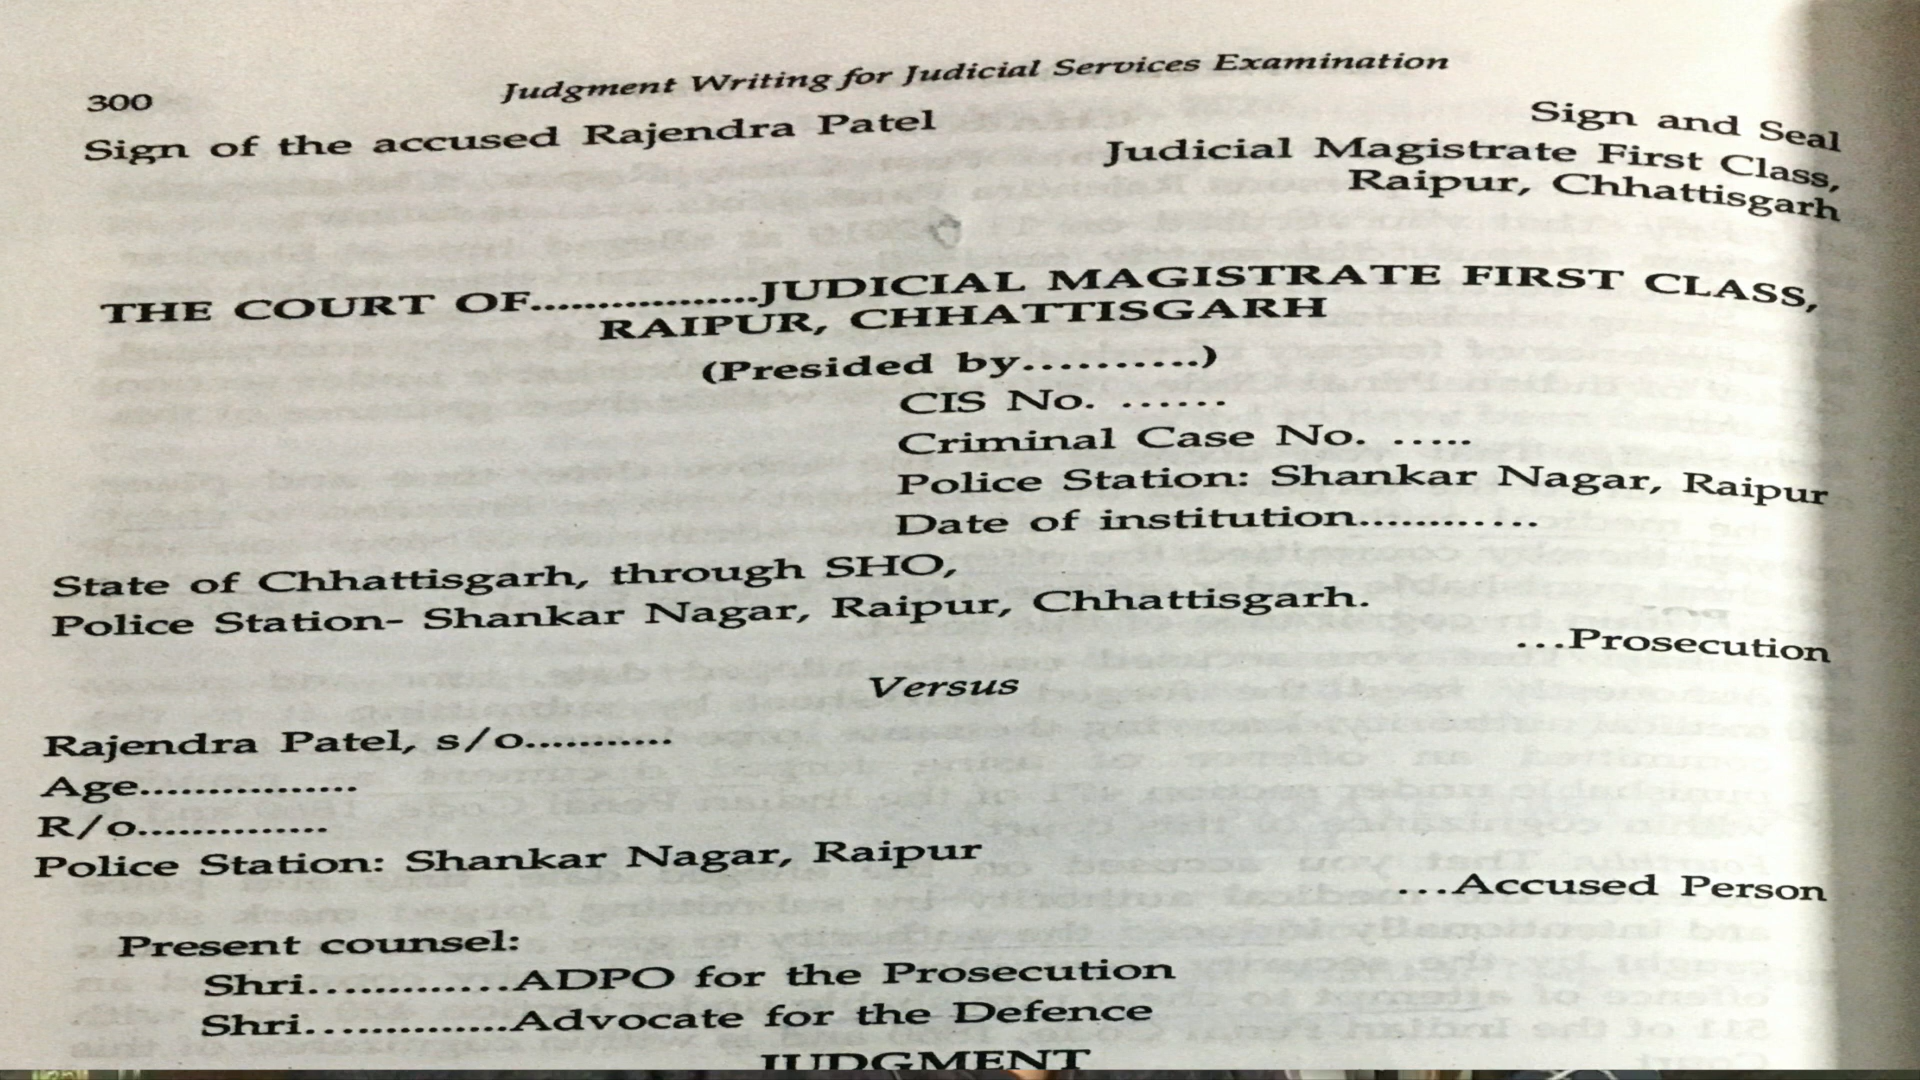 300 Judgment Writing for Judicial Services Examination
Sign of the accused Rajendra Patel
Sign and Seal
Judicial Magistrate First Class,
Raipur, Chhattisgarh
THE COURT OF.................JUDICIAL MAGISTRATE FIRST CLASS,
RAIPUR, CHHATTISGARH
(Presided by..........)
CIS No. ......
Criminal Case No. .....
Police Station: Shankar Nagar, Raipur
Date of institution............
State of Chhattisgarh, through SHO,
Police Station- Shankar Nagar, Raipur, Chhattisgarh.
...Prosecution
Versus
Rajendra Patel, s/o...........
Age................
R/o..............
Police Station: Shankar Nagar, Raipur
...Accused Person
Present counsel:
Shri...............ADPO for the Prosecution
Shri...............Advocate for the Defence
JUDGMENT